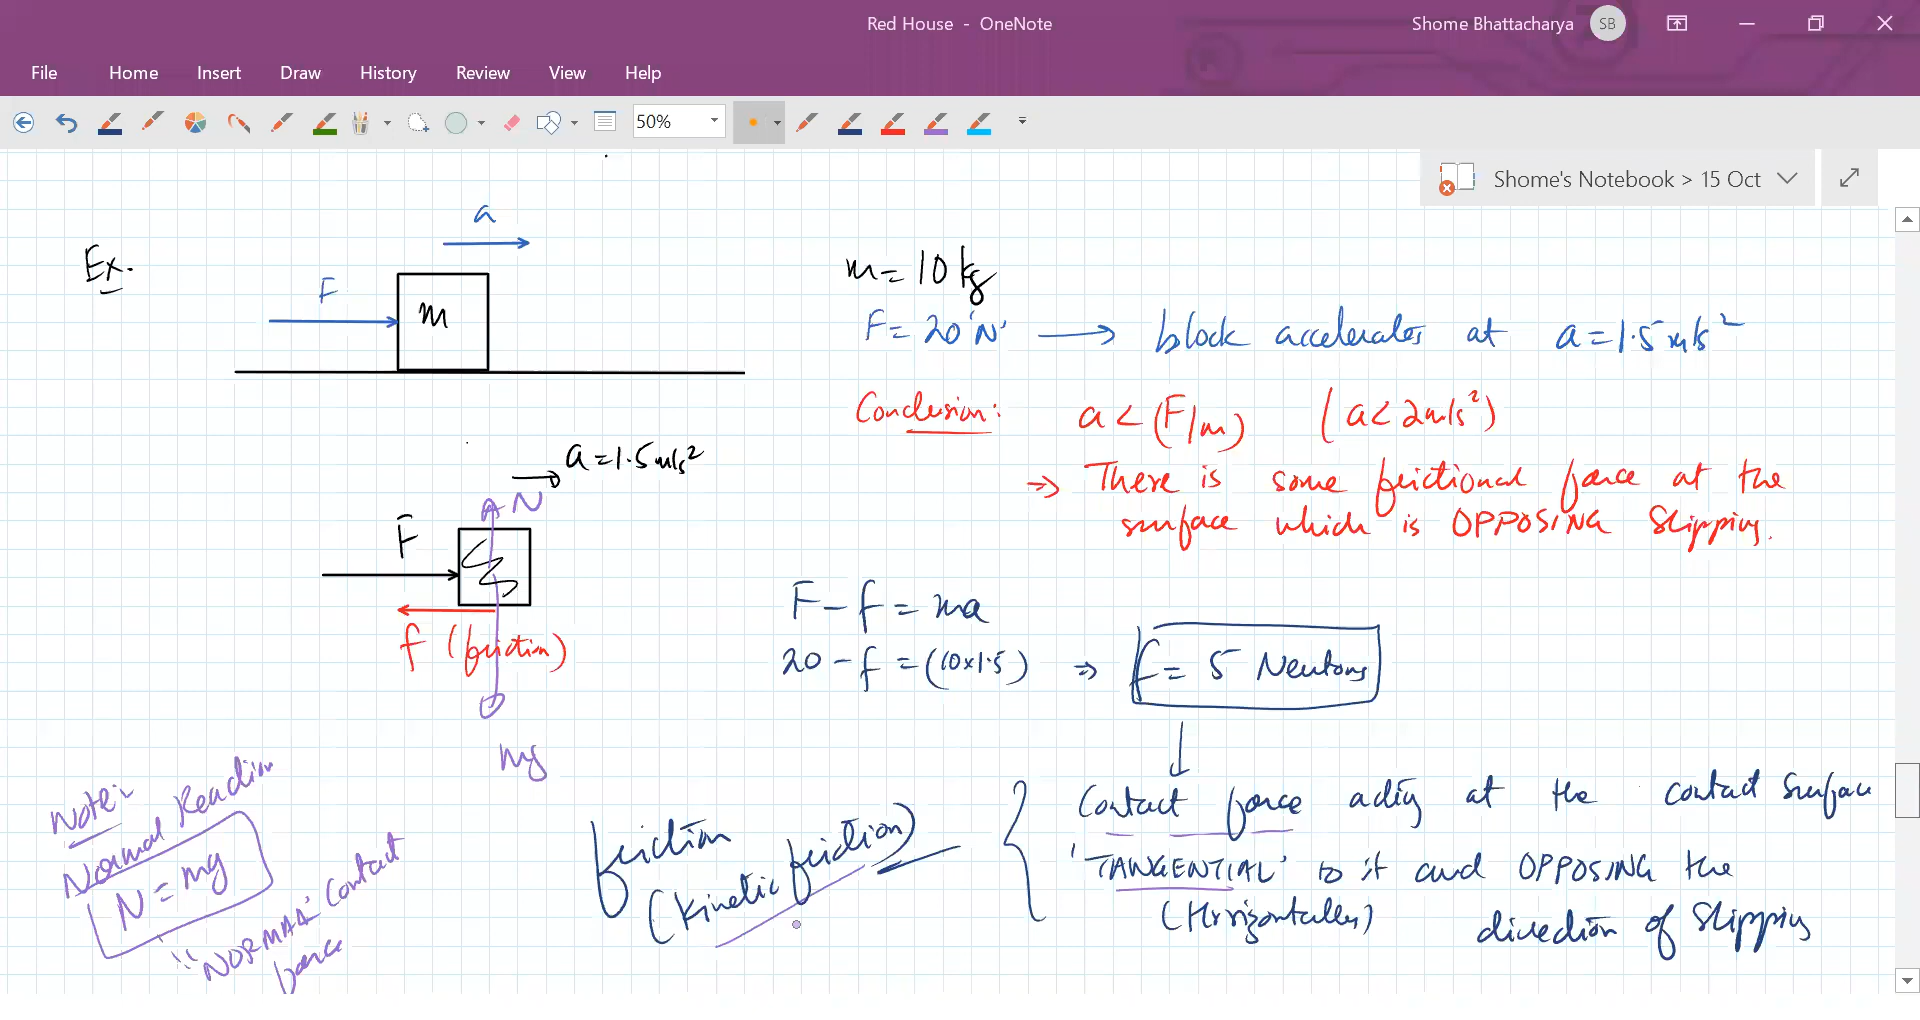 Red House - OneNote
Shome Bhattacharya SB
File Home Insert Draw History Review View Help
50%
Shome's Notebook > 15 Oct
Ex.
a
F
m
m = 10 kg
F = 20 'N' → block accelerates at a = 1.5 m/s²
Conclusion: a < (F/m) (a < 2 m/s²)
⇒ There is some frictional force at the
surface which is OPPOSING slipping.
a = 1.5 m/s²
N
F
f (friction)
mg
F - f = ma
20 - f = (10 x 1.5) ⇒ f = 5 Newtons
↓
Contact force acting at the contact surface
'TANGENTIAL' to it and OPPOSING the
(Horizontally) direction of slipping
friction
(Kinetic friction)
Note:
Normal Reaction
N = mg
"NORMAL' Contact
force